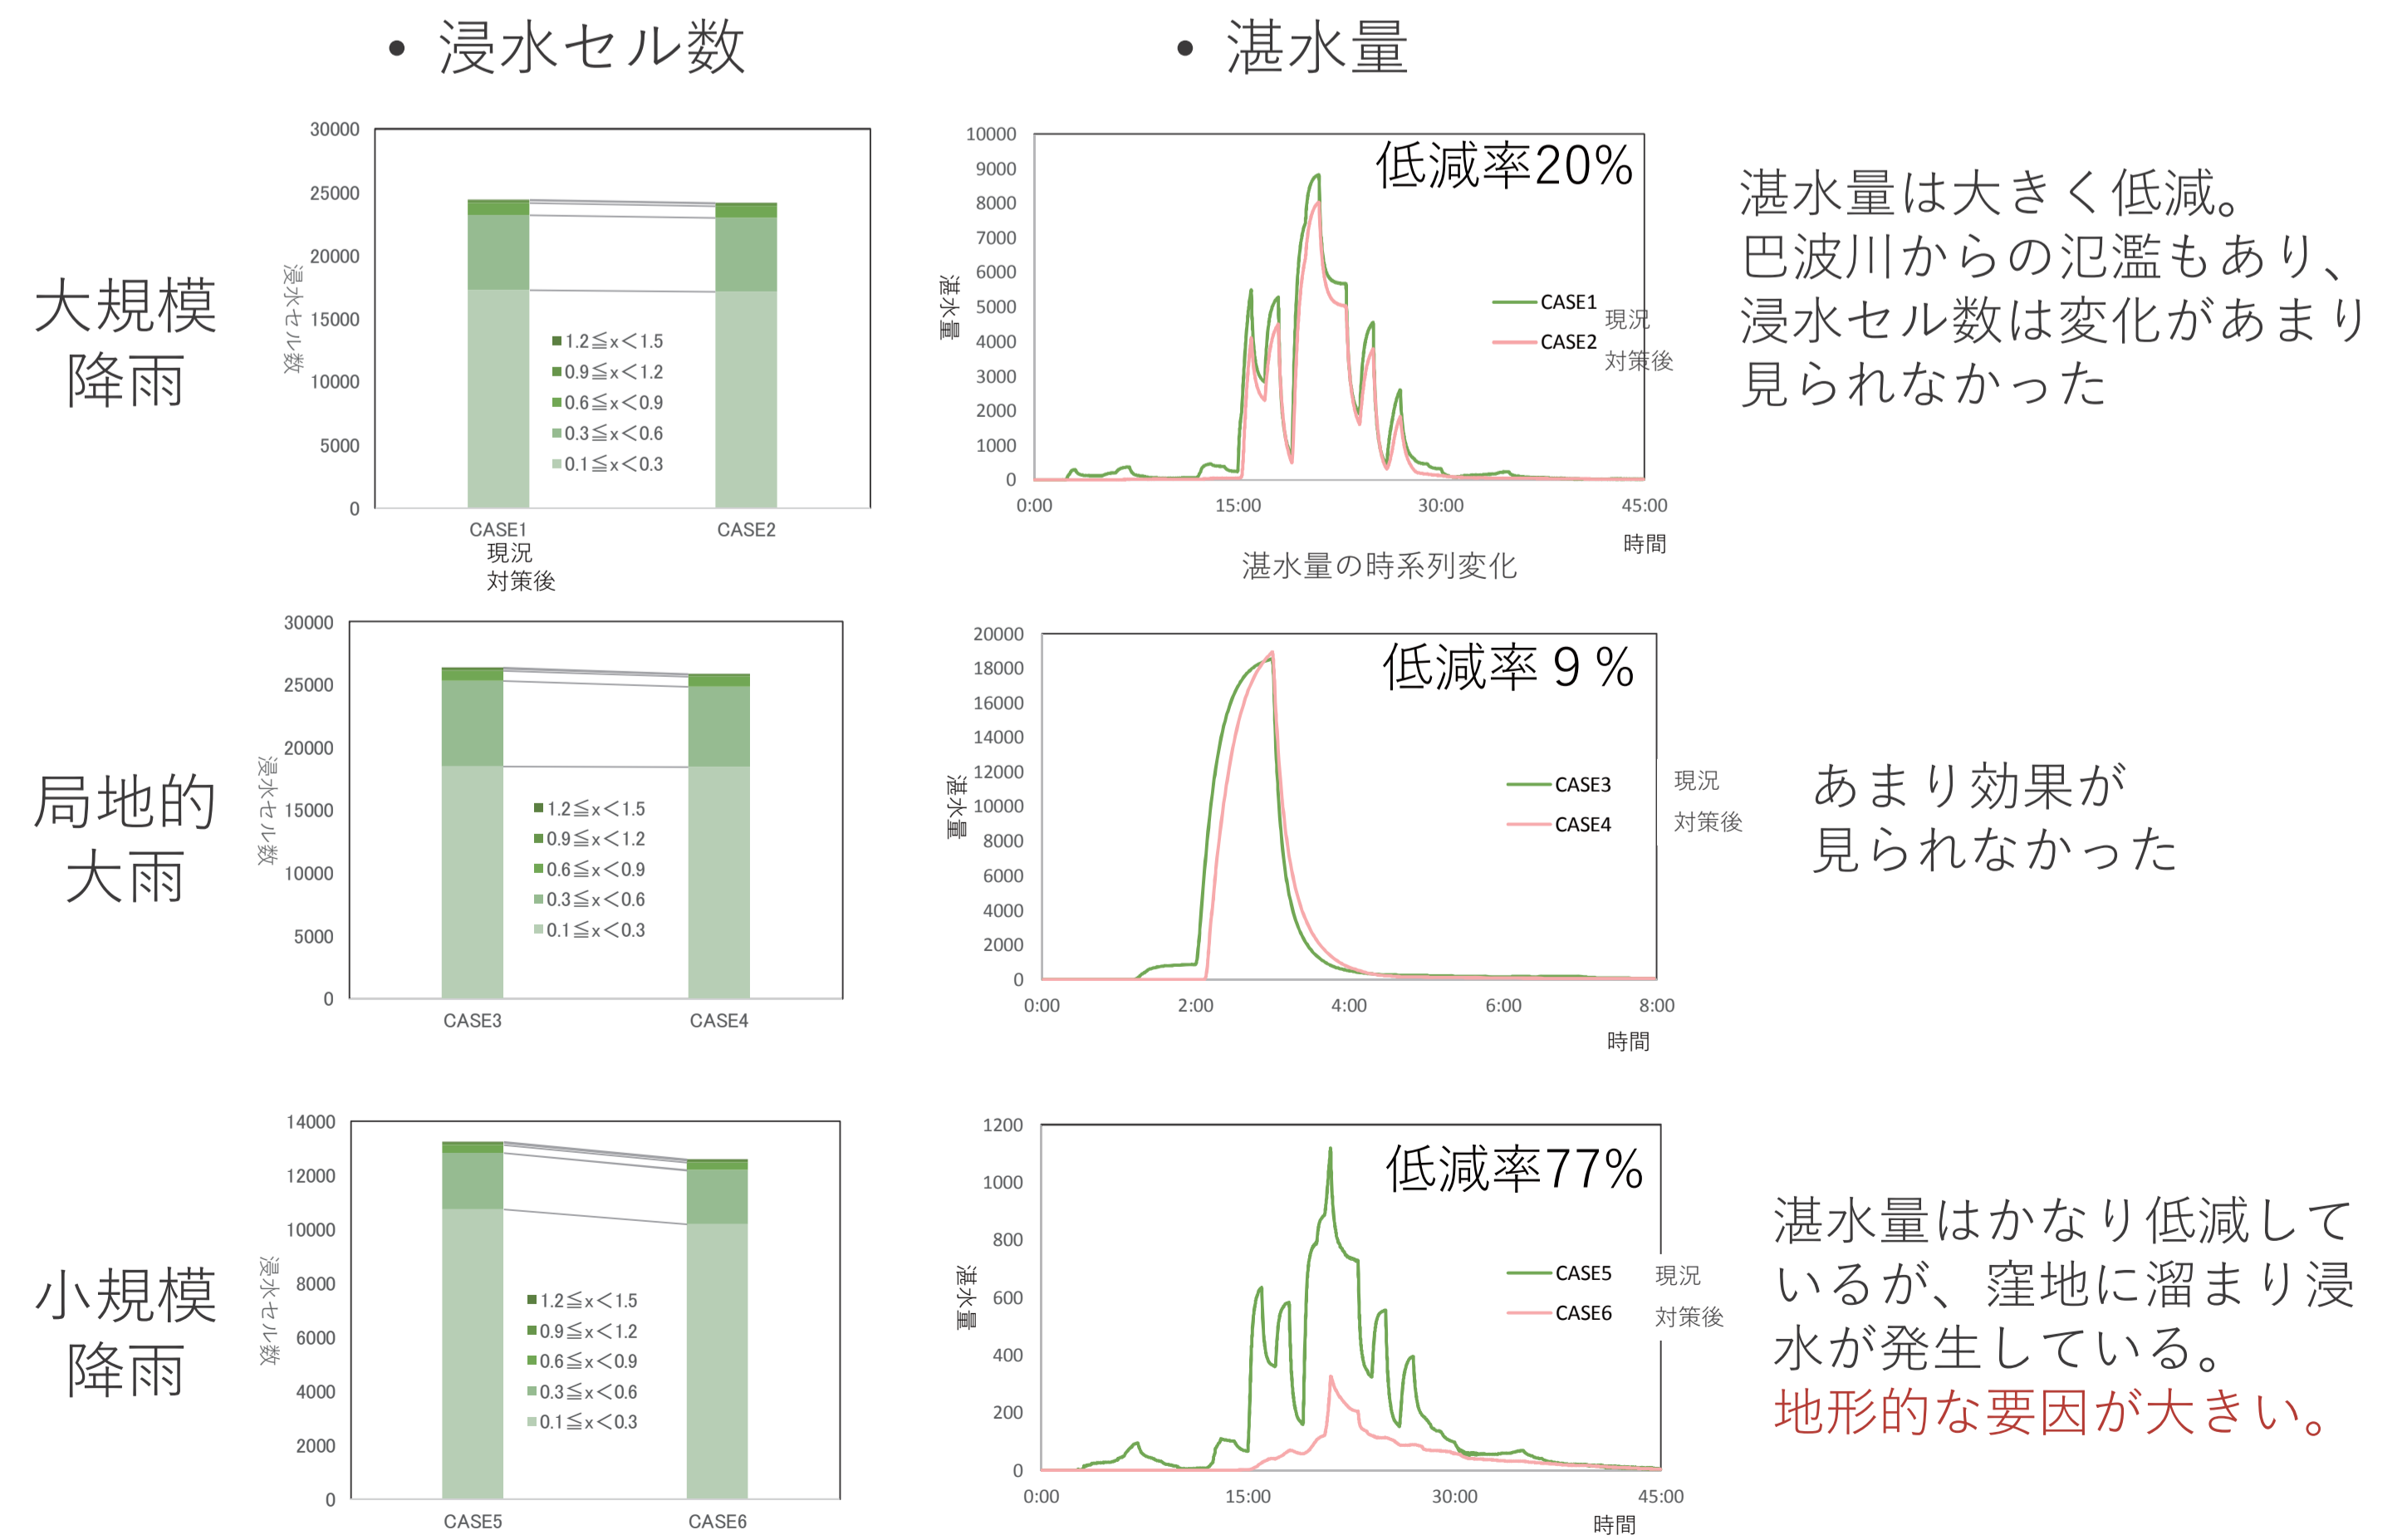 • 浸水セル数
• 湛水量
大規模
降雨
30000
25000
20000
15000
10000
5000
0
浸水セル数
1.2≦x<1.5
0.9≦x<1.2
0.6≦x<0.9
0.3≦x<0.6
0.1≦x<0.3
CASE1
CASE2
現況
対策後
低減率20%
10000
9000
8000
7000
6000
5000
4000
3000
2000
1000
0
湛水量
CASE1
現況
CASE2
対策後
0:00
15:00
30:00
45:00
時間
湛水量の時系列変化
湛水量は大きく低減。
巴波川からの氾濫もあり、
浸水セル数は変化があまり
見られなかった
局地的
大雨
30000
25000
20000
15000
10000
5000
0
浸水セル数
1.2≦x<1.5
0.9≦x<1.2
0.6≦x<0.9
0.3≦x<0.6
0.1≦x<0.3
CASE3
CASE4
低減率9%
20000
18000
16000
14000
12000
10000
8000
6000
4000
2000
0
湛水量
CASE3
現況
CASE4
対策後
0:00
2:00
4:00
6:00
8:00
時間
あまり効果が
見られなかった
小規模
降雨
14000
12000
10000
8000
6000
4000
2000
0
浸水セル数
1.2≦x<1.5
0.9≦x<1.2
0.6≦x<0.9
0.3≦x<0.6
0.1≦x<0.3
CASE5
CASE6
低減率77%
1200
1000
800
600
400
200
0
湛水量
CASE5
現況
CASE6
対策後
0:00
15:00
30:00
45:00
時間
湛水量はかなり低減して
いるが、窪地に溜まり浸
水が発生している。
地形的な要因が大きい。